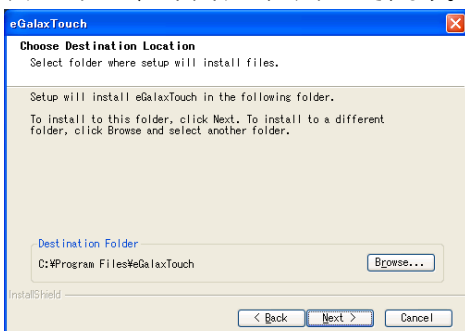 eGalaxTouch
Choose Destination Location
Select folder where setup will install files.
Setup will install eGalaxTouch in the following folder.
To install to this folder, click Next. To install to a different
folder, click Browse and select another folder.
Destination Folder
C:¥Program Files¥eGalaxTouch
Browse...
InstallShield
< Back
Next >
Cancel